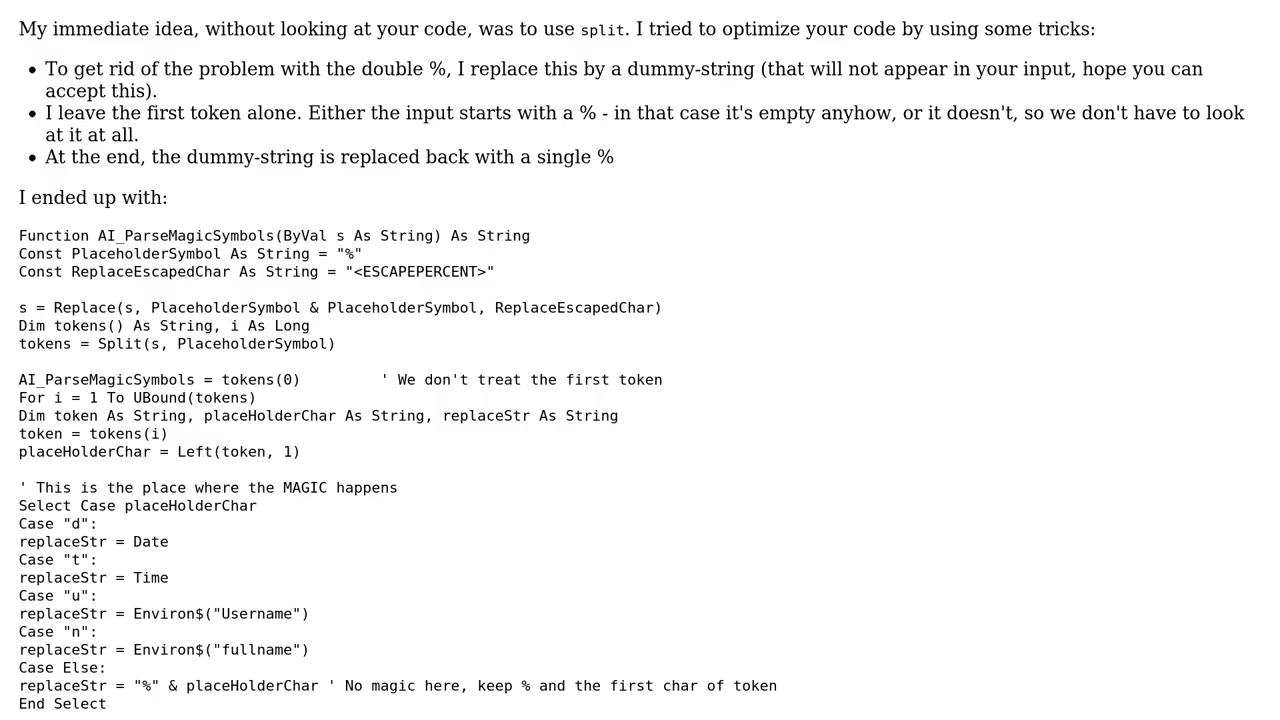 My immediate idea, without looking at your code, was to use split. I tried to optimize your code by using some tricks:
• To get rid of the problem with the double %, I replace this by a dummy-string (that will not appear in your input, hope you can
accept this).
• I leave the first token alone. Either the input starts with a % - in that case it's empty anyhow, or it doesn't, so we don't have to look
at it at all.
• At the end, the dummy-string is replaced back with a single %
I ended up with:
Function AI_ParseMagicSymbols(ByVal s As String) As String
Const PlaceholderSymbol As String = "%"
Const ReplaceEscapedChar As String = "<ESCAPEPERCENT>"
s = Replace(s, PlaceholderSymbol & PlaceholderSymbol, ReplaceEscapedChar)
Dim tokens() As String, i As Long
tokens = Split(s, PlaceholderSymbol)
AI_ParseMagicSymbols = tokens(0)         ' We don't treat the first token
For i = 1 To UBound(tokens)
Dim token As String, placeHolderChar As String, replaceStr As String
token = tokens(i)
placeHolderChar = Left(token, 1)
' This is the place where the MAGIC happens
Select Case placeHolderChar
Case "d":
replaceStr = Date
Case "t":
replaceStr = Time
Case "u":
replaceStr = Environ$("Username")
Case "n":
replaceStr = Environ$("fullname")
Case Else:
replaceStr = "%" & placeHolderChar ' No magic here, keep % and the first char of token
End Select